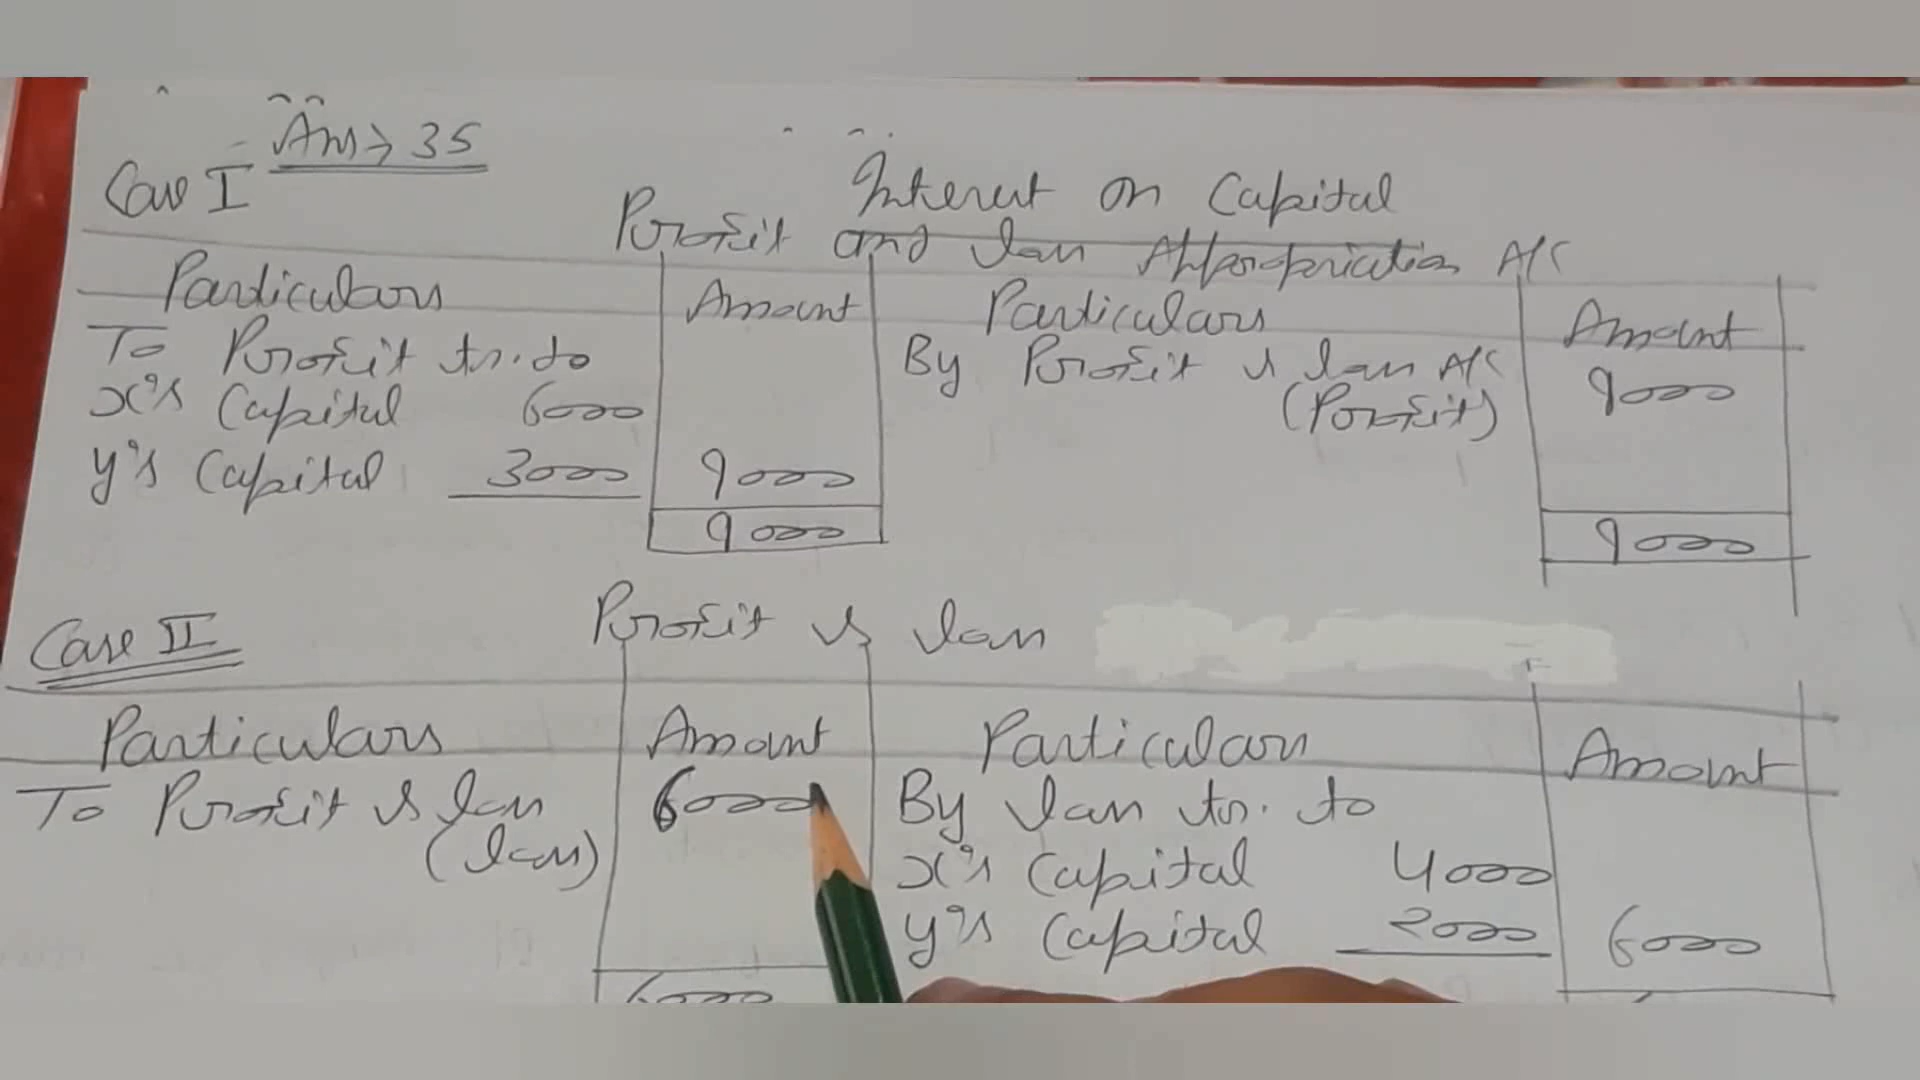 Ans → 35
Case I
Interest on Capital
Profit and Loss Appropriation A/C
Particulars Amount Particulars Amount
To Profit tr. to By Profit & Loss A/C 9000
x's Capital 6000 (Profit)
y's Capital 3000 9000
9000 9000
Case II Profit & Loss
Particulars Amount Particulars Amount
To Profit & Loss 6000 By Loss tr. to
(Loss) x's Capital 4000
y's Capital 2000 6000
6000